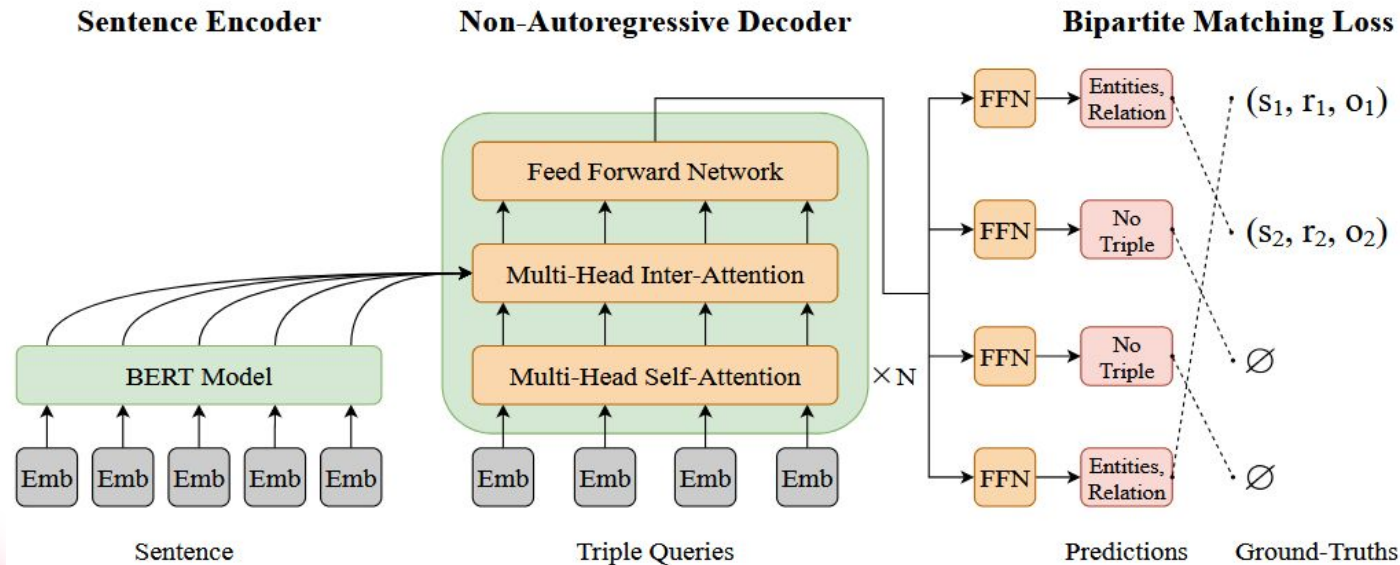 Sentence Encoder
Non-Autoregressive Decoder
Bipartite Matching Loss
BERT Model
Emb Emb Emb Emb Emb
Sentence
Feed Forward Network
Multi-Head Inter-Attention
Multi-Head Self-Attention
×N
Emb Emb Emb Emb
Triple Queries
FFN
Entities,
Relation
(s₁, r₁, o₁)
FFN
No
Triple
(s₂, r₂, o₂)
FFN
No
Triple
∅
FFN
Entities,
Relation
∅
Predictions
Ground-Truths